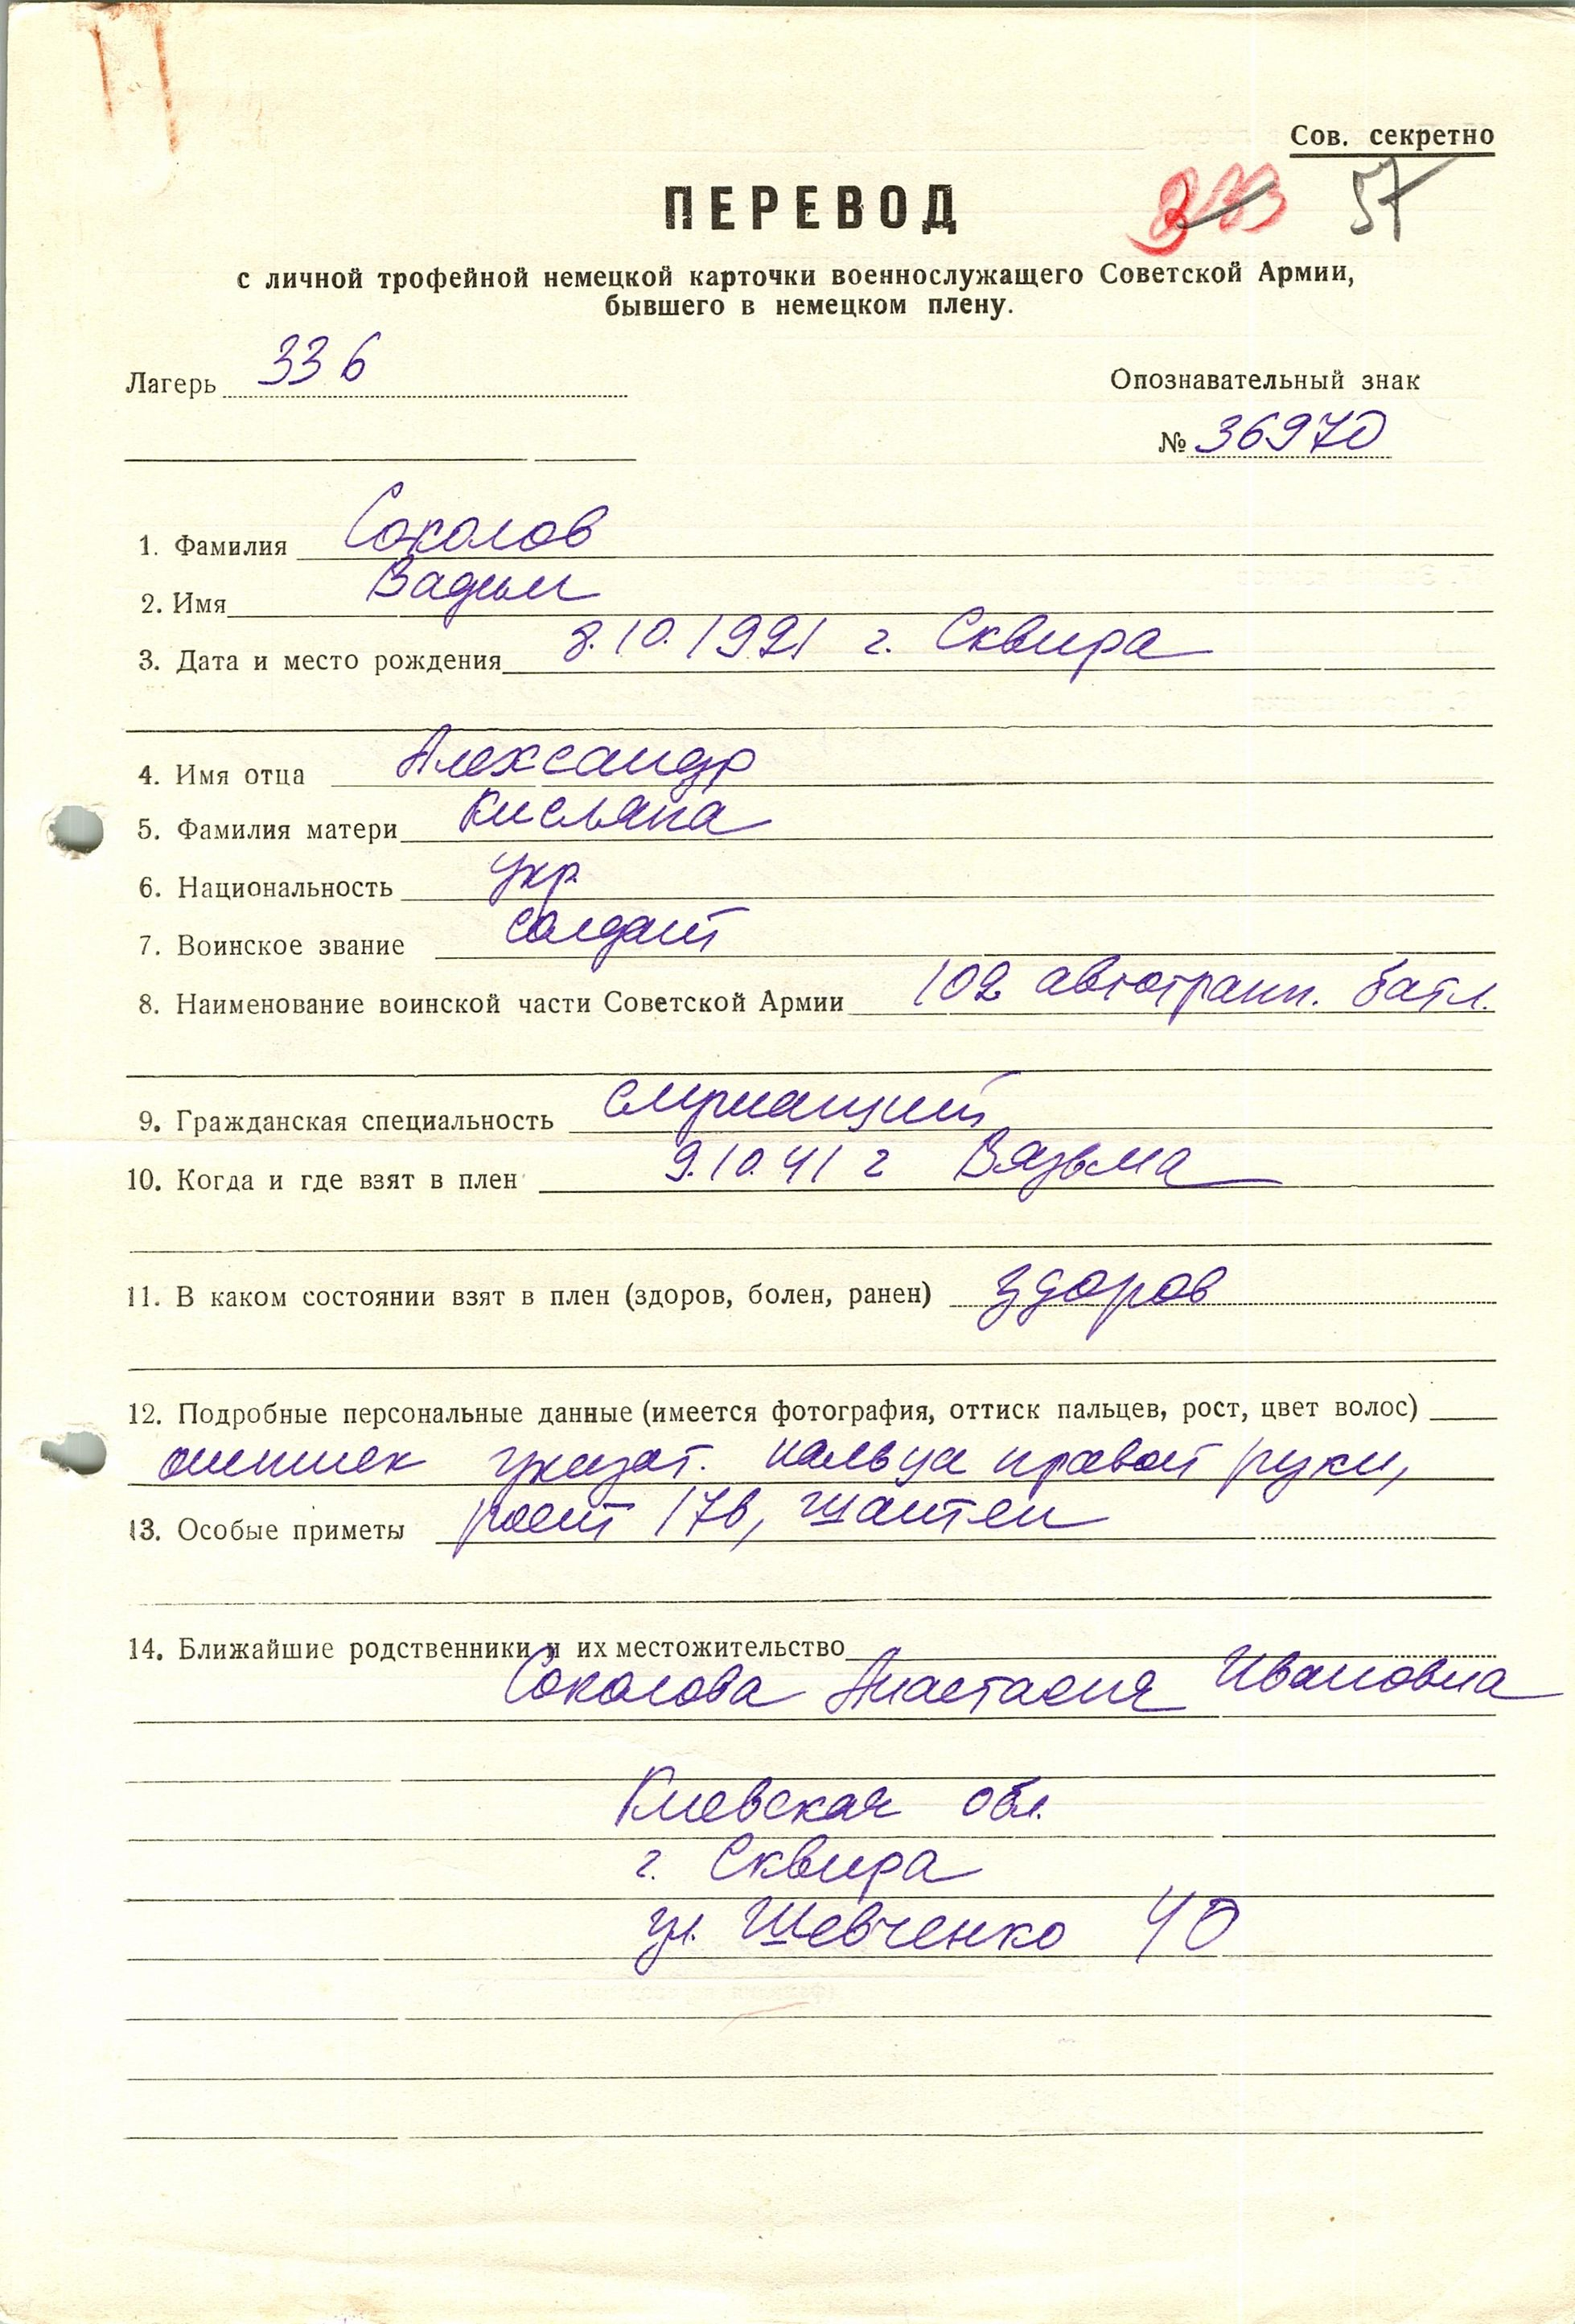 Сов. секретно
ПЕРЕВОД
57
с личной трофейной немецкой карточки военнослужащего Советской Армии,
бывшего в немецком плену.
Лагерь 336
Опознавательный знак
№ 36970
1. Фамилия Соколов
2. Имя Вадим
3. Дата и место рождения 8.10.1921 г. Сквира
4. Имя отца Александр
5. Фамилия матери
6. Национальность укр.
7. Воинское звание солдат
8. Наименование воинской части Советской Армии 102 автотрансп. батл.
9. Гражданская специальность служащий
10. Когда и где взят в плен 9.10.41 г Вязьма
11. В каком состоянии взят в плен (здоров, болен, ранен) здоров
12. Подробные персональные данные (имеется фотография, оттиск пальцев, рост, цвет волос)
оттиск указат. пальца правой руки,
13. Особые приметы рост 176, шатен
14. Ближайшие родственники и их местожительство
Соколова Анастасия Ивановна
Киевская обл.
г. Сквира
ул. Шевченко 40